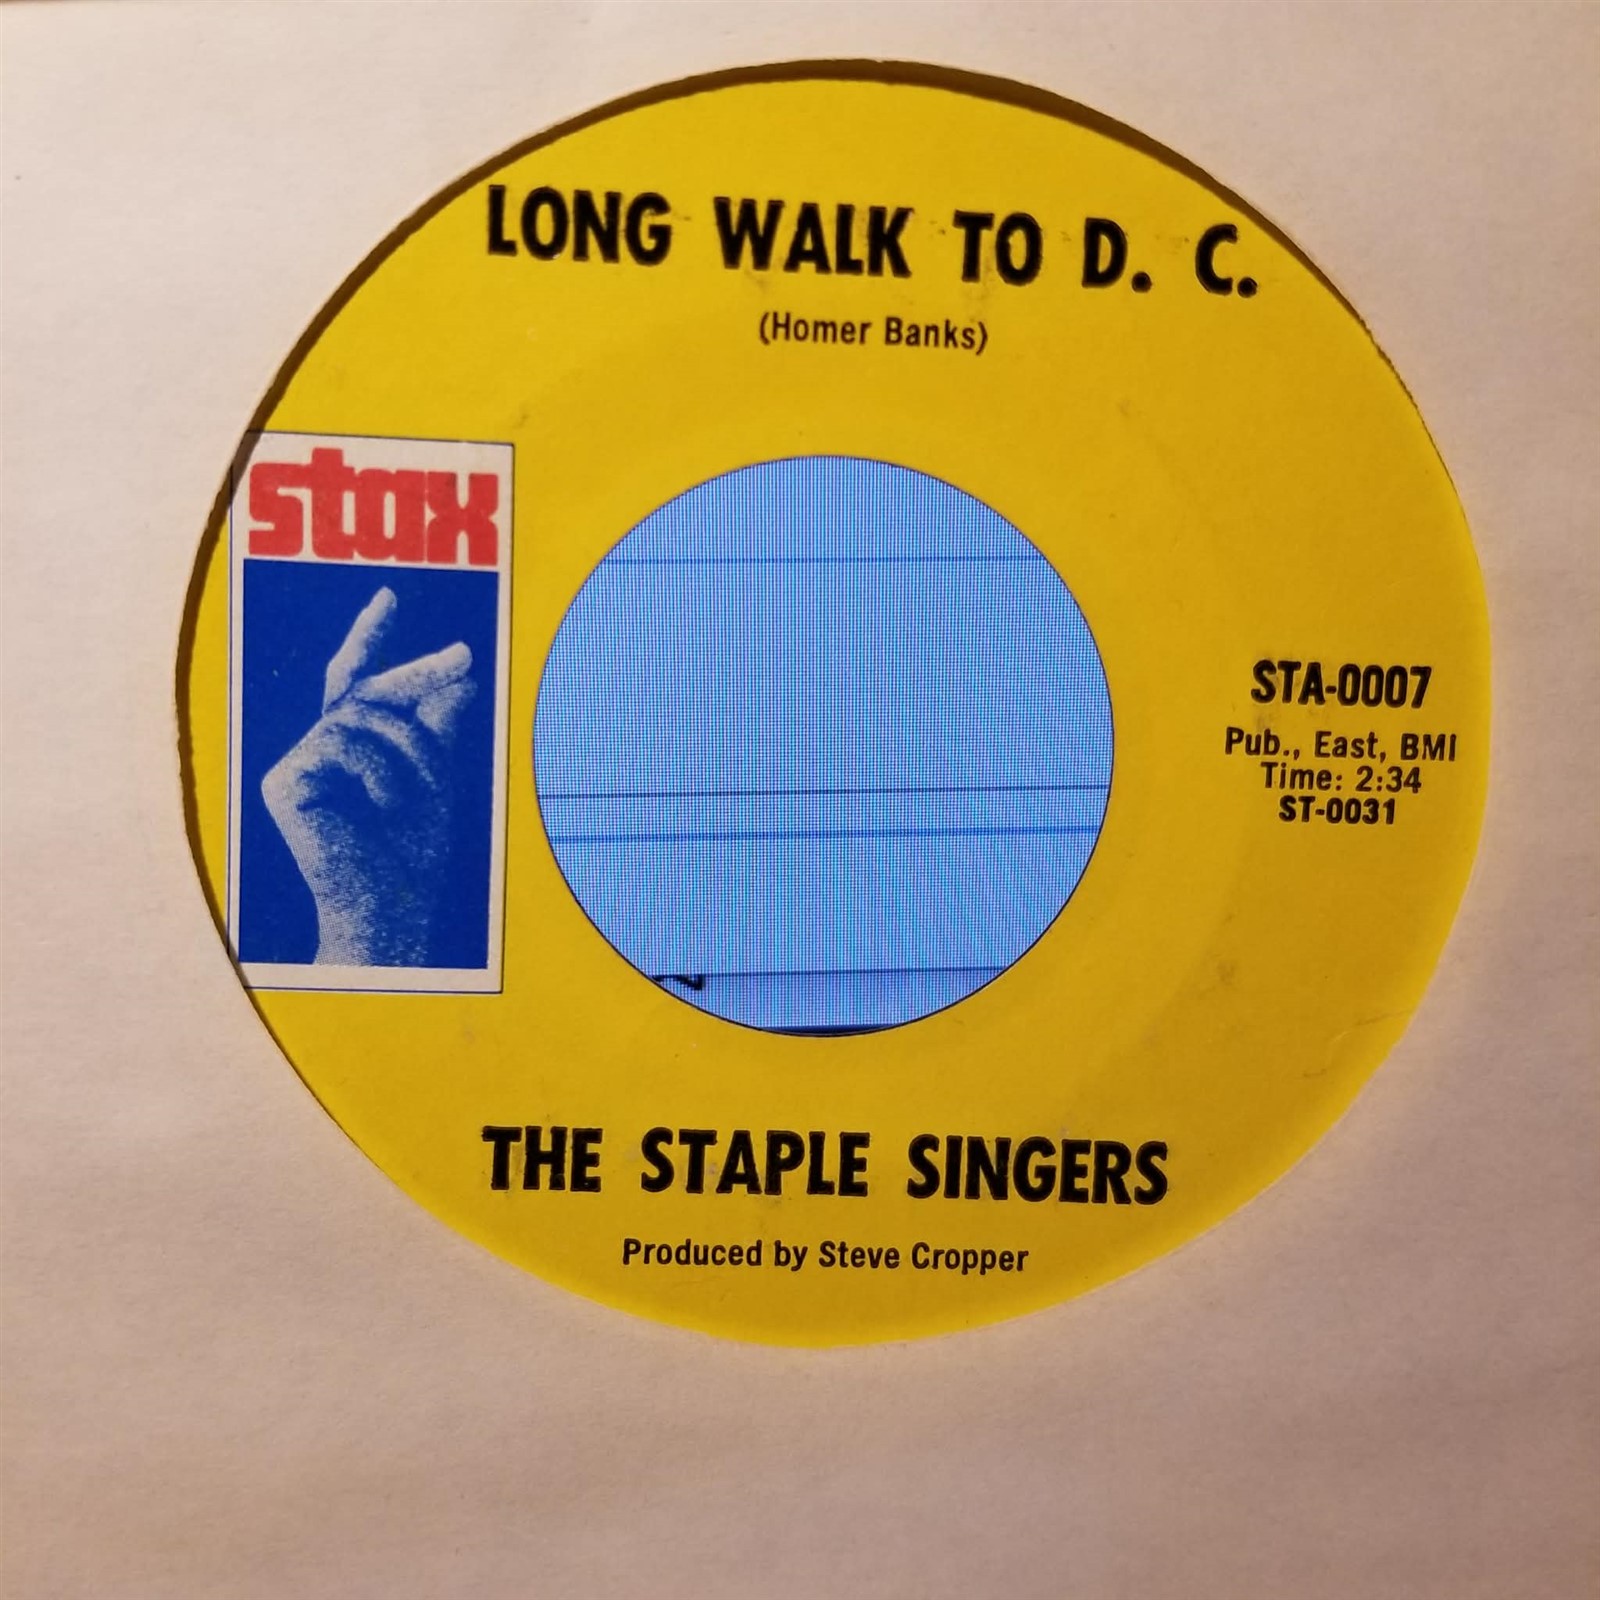 LONG WALK TO D. C.
(Homer Banks)
stax
STA-0007
Pub., East, BMI
Time: 2:34
ST-0031
THE STAPLE SINGERS
Produced by Steve Cropper